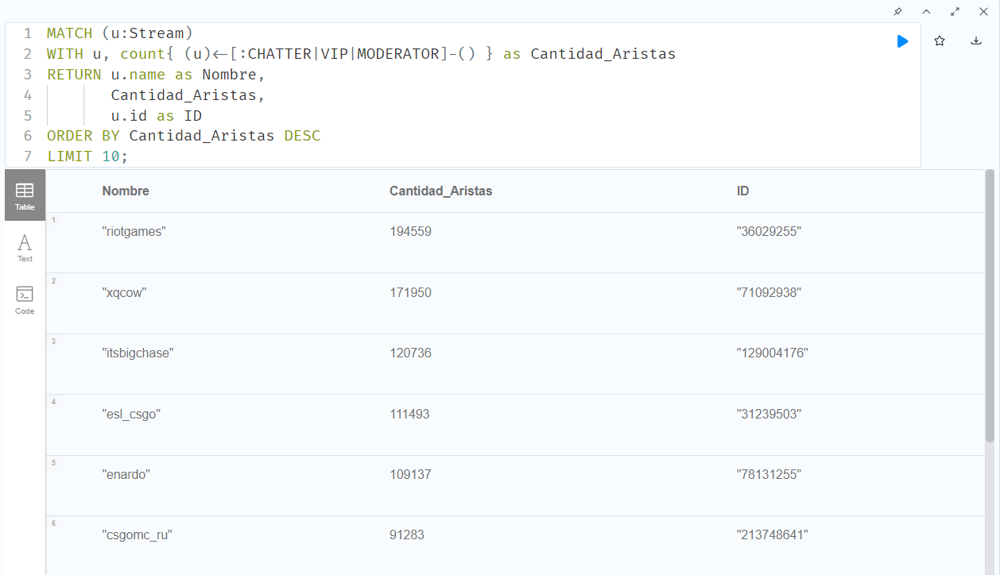 1 MATCH (u:Stream)
2 WITH u, count{ (u)<-[:CHATTER|VIP|MODERATOR]-() } as Cantidad_Aristas
3 RETURN u.name as Nombre,
4 Cantidad_Aristas,
5 u.id as ID
6 ORDER BY Cantidad_Aristas DESC
7 LIMIT 10;
Table
Text
Code
Nombre Cantidad_Aristas ID
1 "riotgames" 194559 "36029255"
2 "xqcow" 171950 "71092938"
3 "itsbigchase" 120736 "129004176"
4 "esl_csgo" 111493 "31239503"
5 "enardo" 109137 "78131255"
6 "csgomc_ru" 91283 "213748641"